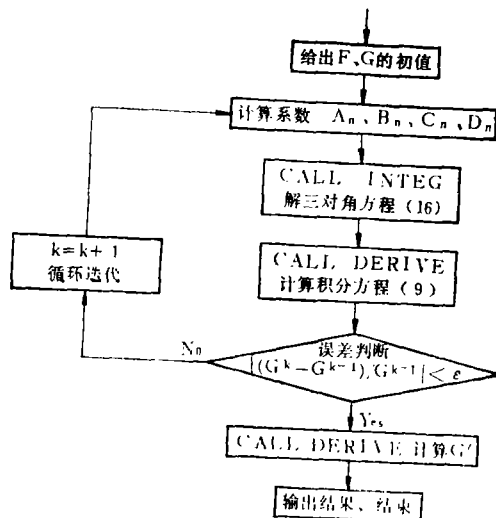 给出F、G的初值
计算系数 Aₙ、Bₙ、Cₙ、Dₙ
CALL INTEG
解三对角方程(16)
k=k+1
循环迭代
CALL DERIVE
计算积分方程(9)
No
误差判断
|(Gᵏ−Gᵏ⁻¹)/Gᵏ⁻¹|<ε
Yes
CALL DERIVE 计算G′
输出结果、结束